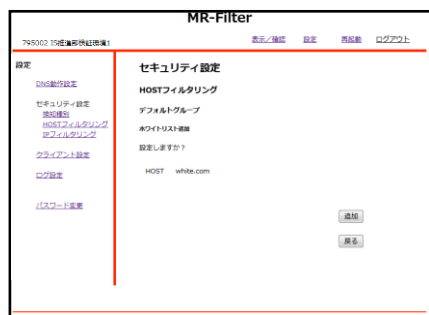 MR-Filter
795002 IS推進部検証環境1
表示/確認 設定 再起動 ログアウト
設定
DNS動作設定
セキュリティ設定
検知種別
HOSTフィルタリング
IPフィルタリング
クライアント設定
ログ設定
パスワード変更
セキュリティ設定
HOSTフィルタリング
デフォルトグループ
ホワイトリスト追加
設定しますか?
HOST white.com
追加
戻る